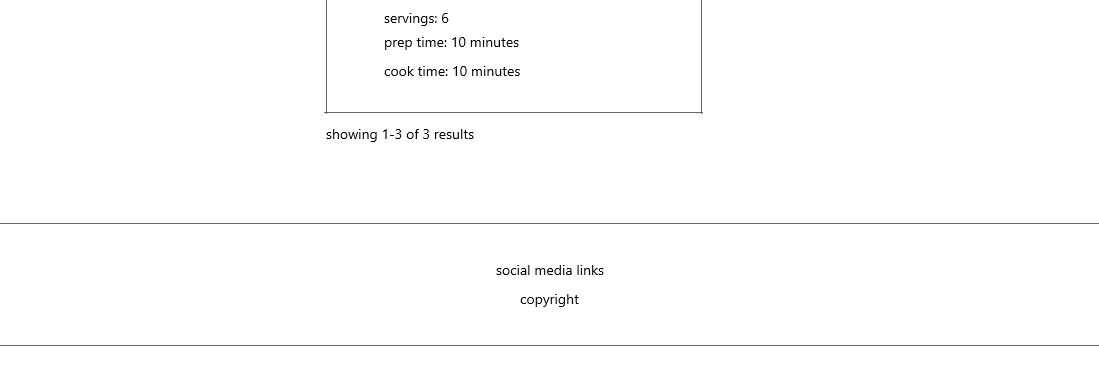 servings: 6
prep time: 10 minutes
cook time: 10 minutes
showing 1-3 of 3 results
social media links
copyright